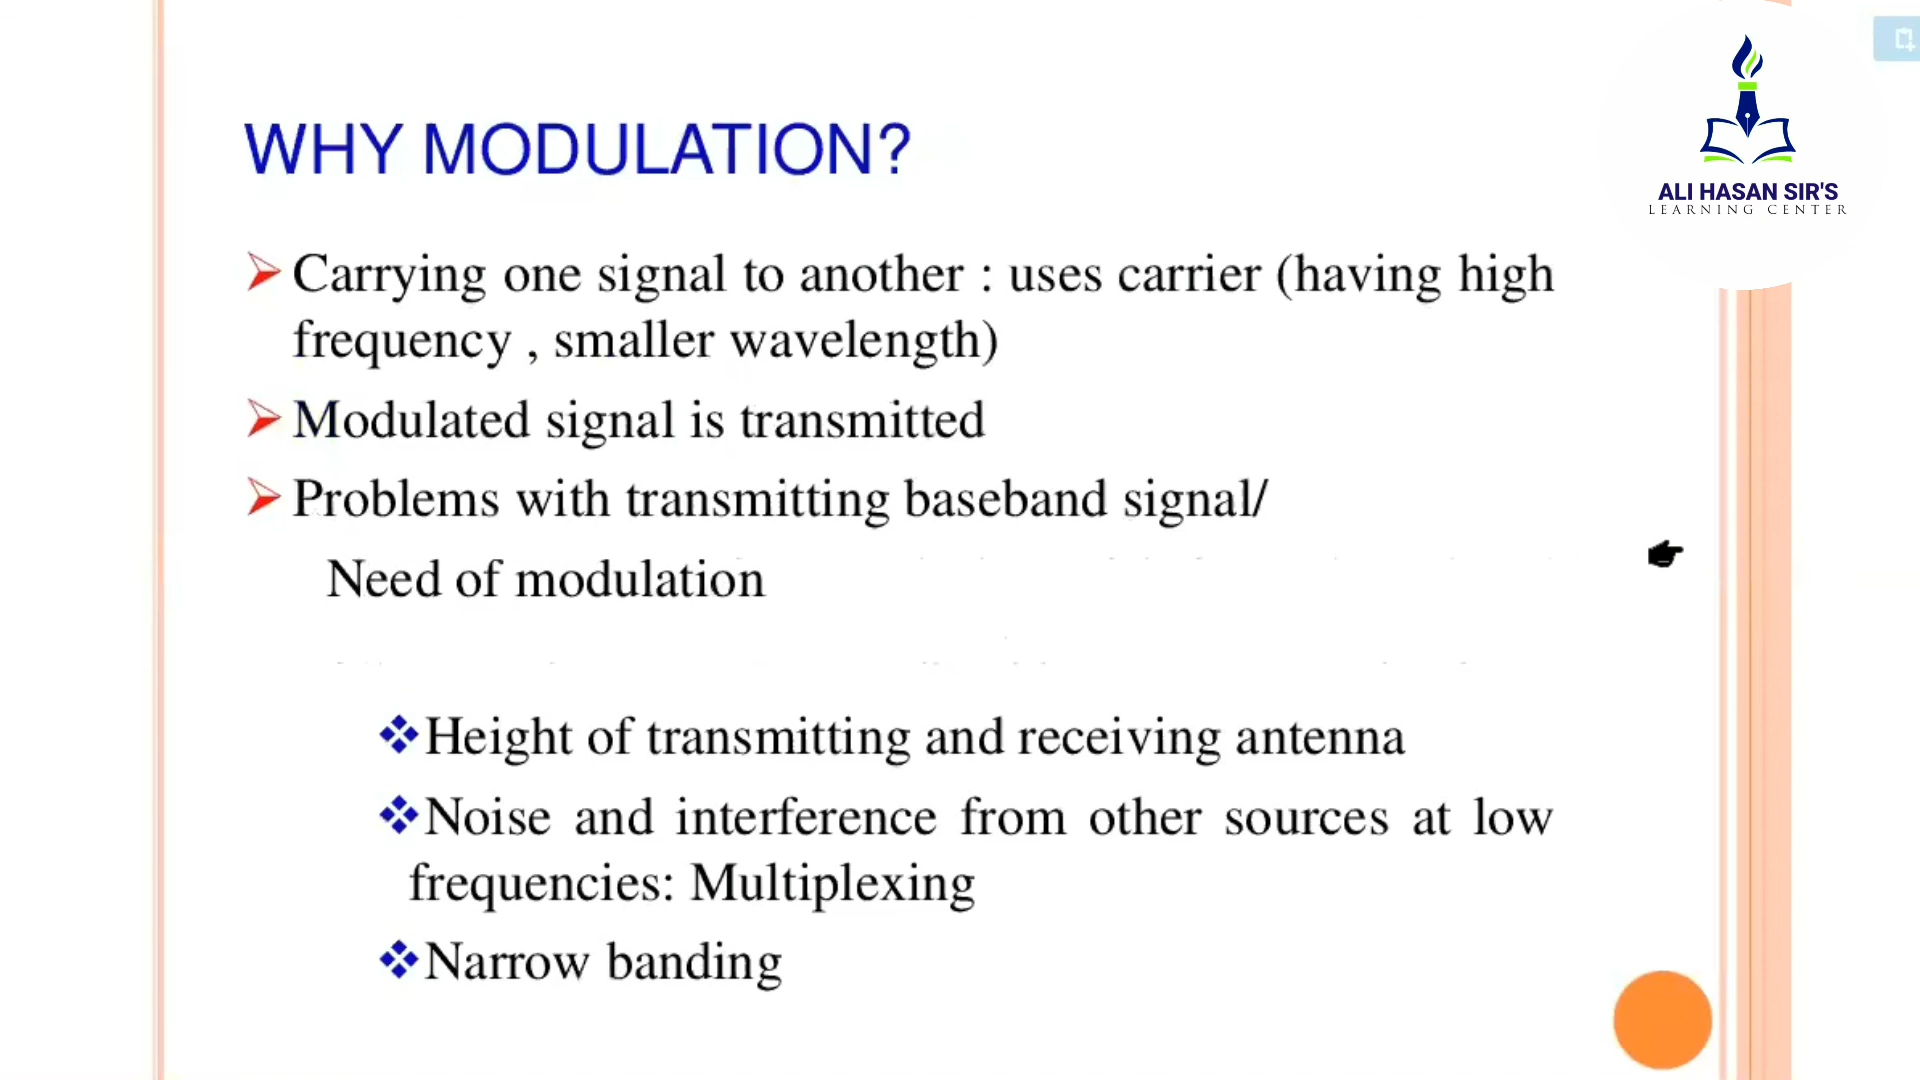 WHY MODULATION?
ALI HASAN SIR'S
LEARNING CENTER
Carrying one signal to another : uses carrier (having high
frequency , smaller wavelength)
Modulated signal is transmitted
Problems with transmitting baseband signal/
Need of modulation
Height of transmitting and receiving antenna
Noise and interference from other sources at low
frequencies: Multiplexing
Narrow banding